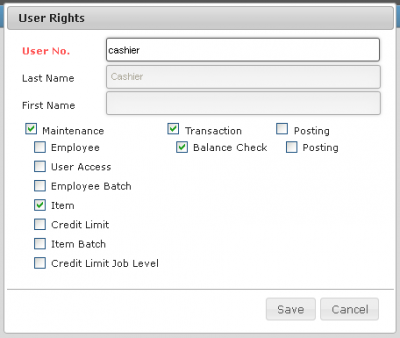 User Rights
User No. cashier
Last Name Cashier
First Name
Maintenance Transaction Posting
Employee Balance Check Posting
User Access
Employee Batch
Item
Credit Limit
Item Batch
Credit Limit Job Level
Save Cancel